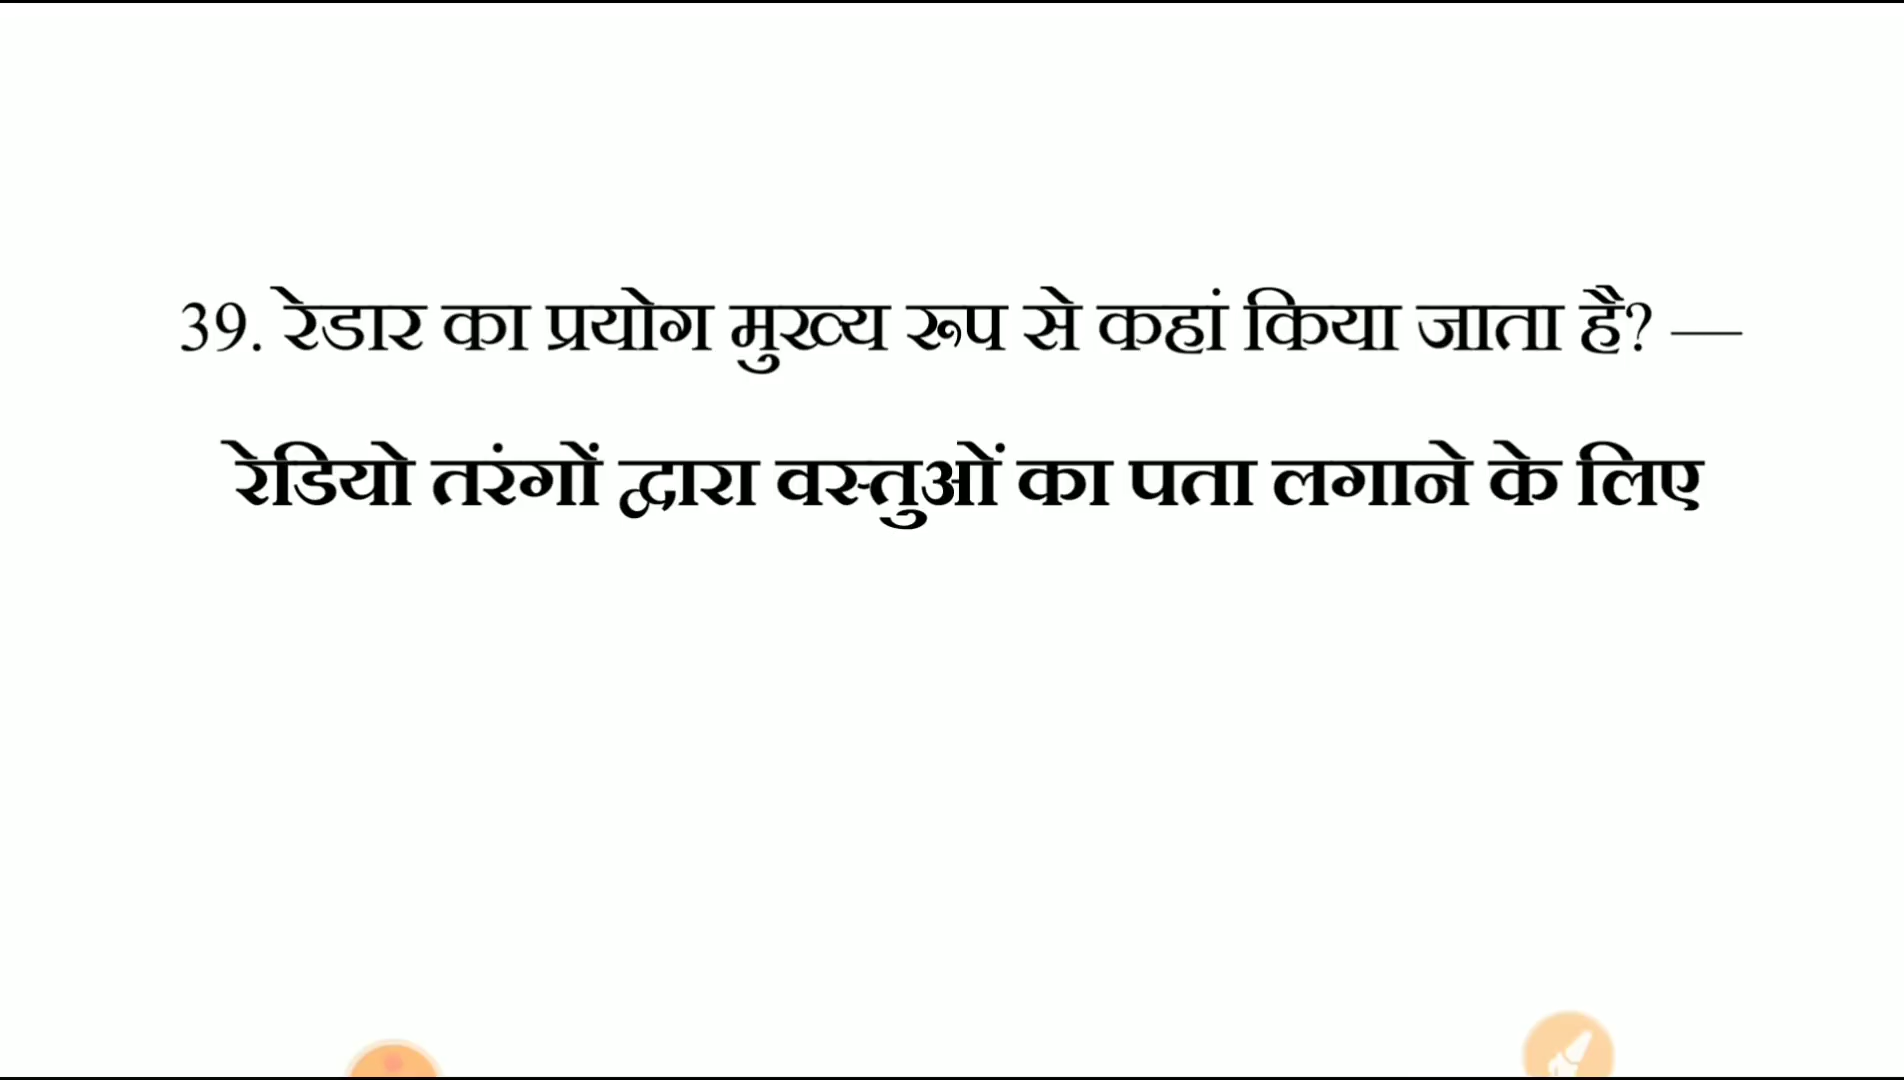 39. रेडार का प्रयोग मुख्य रूप से कहां किया जाता है? —
रेडियो तरंगों द्वारा वस्तुओं का पता लगाने के लिए